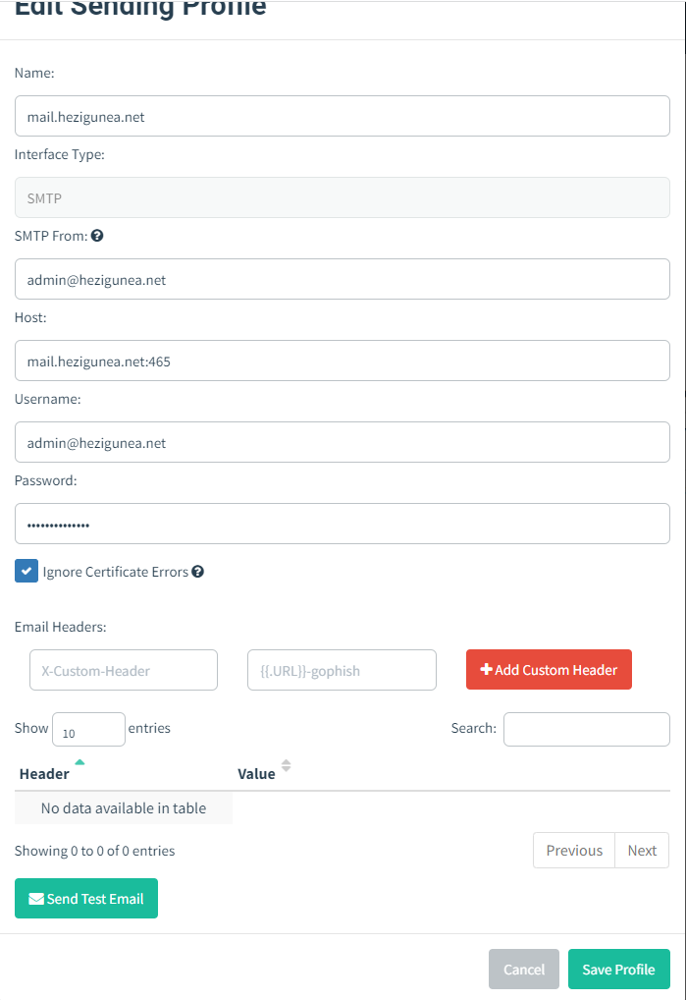 Edit Sending Profile
Name:
mail.hezigunea.net
Interface Type:
SMTP
SMTP From:
admin@hezigunea.net
Host:
mail.hezigunea.net:465
Username:
admin@hezigunea.net
Password:
••••••••••••••
Ignore Certificate Errors
Email Headers:
X-Custom-Header {{.URL}}-gophish Add Custom Header
Show 10 entries Search:
Header Value
No data available in table
Showing 0 to 0 of 0 entries Previous Next
Send Test Email
Cancel Save Profile